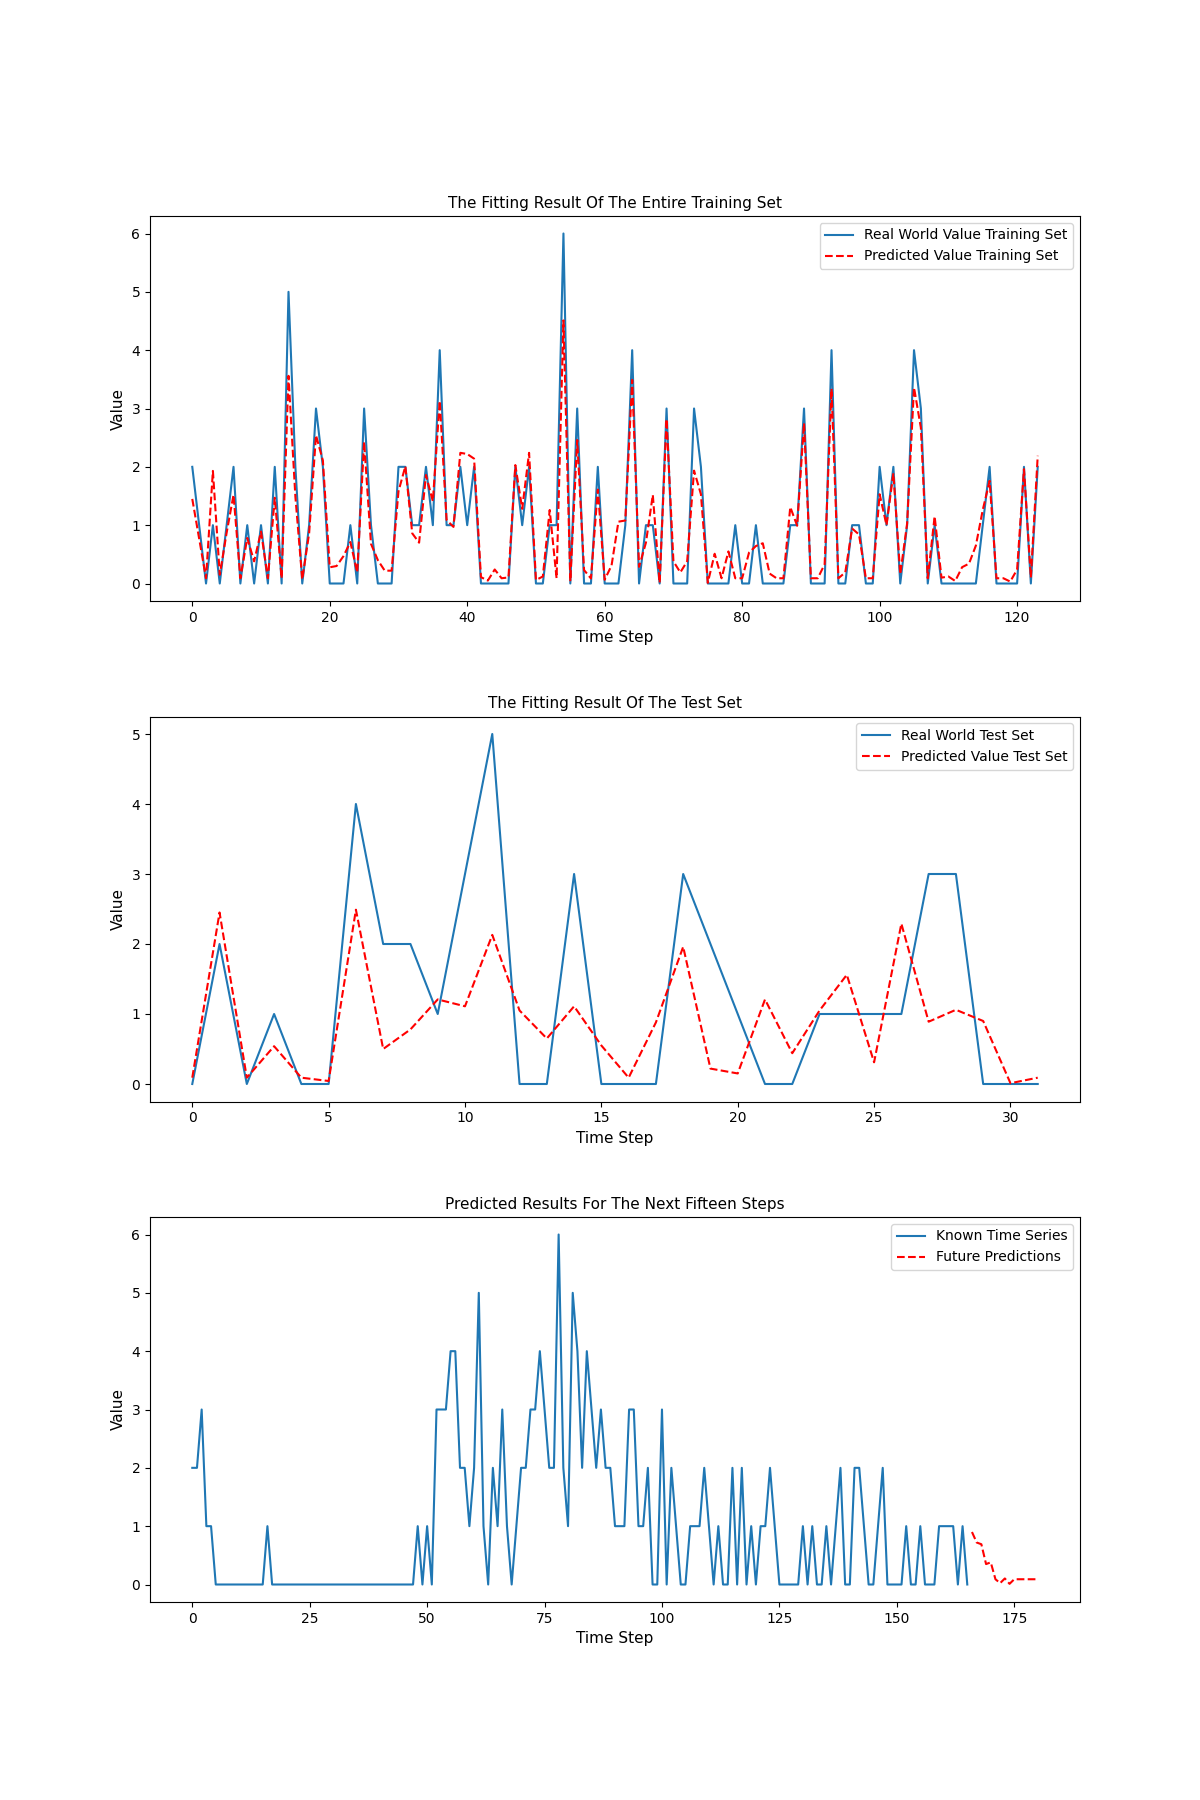 The Fitting Result Of The Entire Training Set
Real World Value Training Set
Predicted Value Training Set
6
5
4
3
2
1
0
Value
0 20 40 60 80 100 120
Time Step
The Fitting Result Of The Test Set
Real World Test Set
Predicted Value Test Set
5
4
3
2
1
0
Value
0 5 10 15 20 25 30
Time Step
Predicted Results For The Next Fifteen Steps
Known Time Series
Future Predictions
6
5
4
3
2
1
0
Value
0 25 50 75 100 125 150 175
Time Step